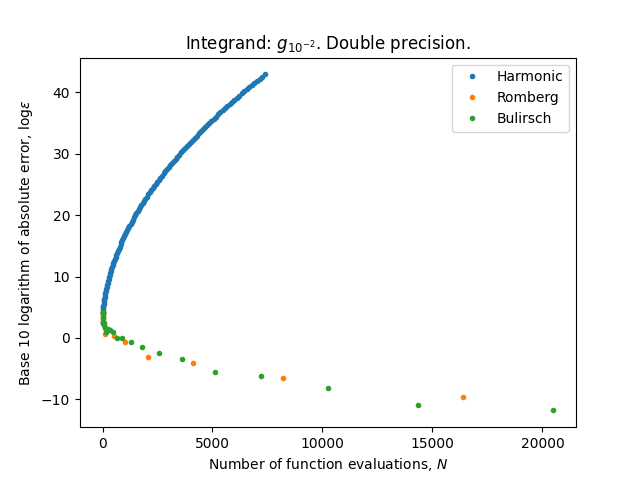 Integrand: g₁₀⁻². Double precision.
Harmonic
Romberg
Bulirsch
Base 10 logarithm of absolute error, logε
40
30
20
10
0
−10
0 5000 10000 15000 20000
Number of function evaluations, N